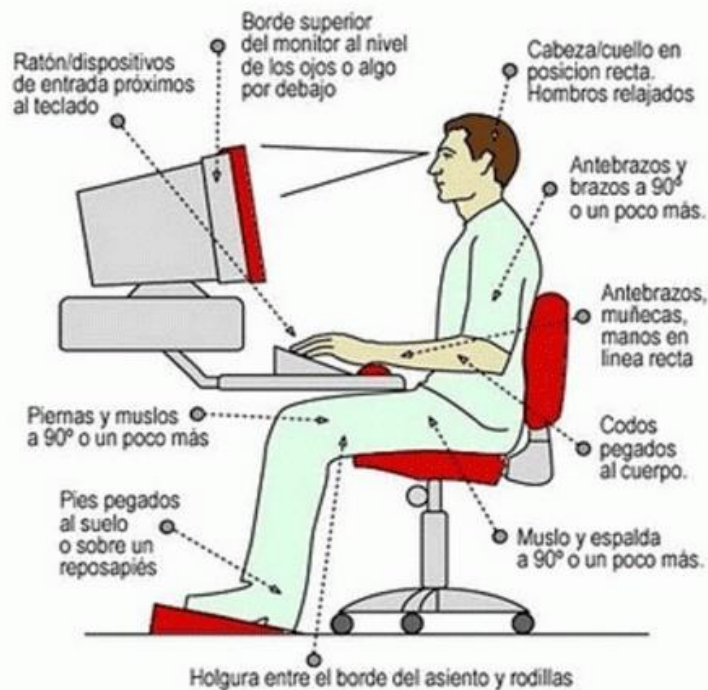 Borde superior
del monitor al nivel
de los ojos o algo
por debajo
Ratón/dispositivos
de entrada próximos
al teclado
Cabeza/cuello en
posicion recta.
Hombros relajados
Antebrazos y
brazos a 90º
o un poco más.
Antebrazos,
muñecas,
manos en
linea recta
Codos
pegados
al cuerpo.
Muslo y espalda
a 90º o un poco más.
Piernas y muslos
a 90º o un poco más
Pies pegados
al suelo
o sobre un
reposapiés
Holgura entre el borde del asiento y rodillas